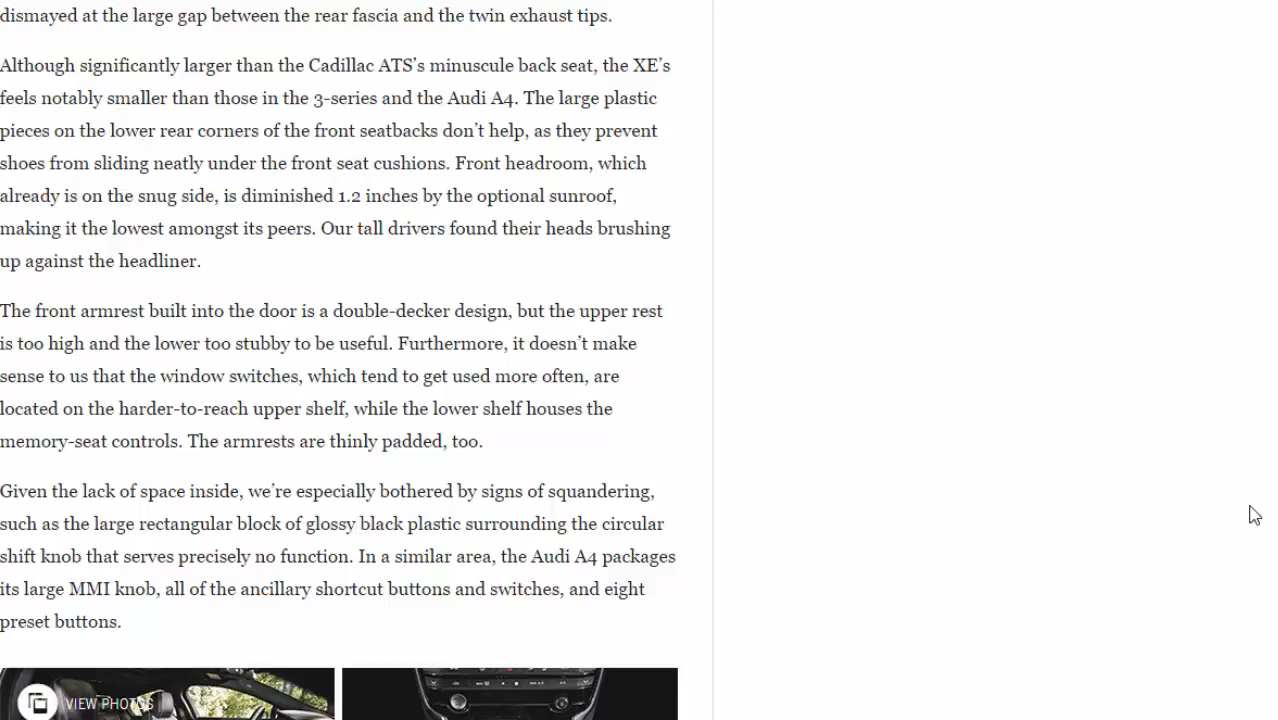 dismayed at the large gap between the rear fascia and the twin exhaust tips.
Although significantly larger than the Cadillac ATS’s minuscule back seat, the XE’s
feels notably smaller than those in the 3-series and the Audi A4. The large plastic
pieces on the lower rear corners of the front seatbacks don’t help, as they prevent
shoes from sliding neatly under the front seat cushions. Front headroom, which
already is on the snug side, is diminished 1.2 inches by the optional sunroof,
making it the lowest amongst its peers. Our tall drivers found their heads brushing
up against the headliner.
The front armrest built into the door is a double-decker design, but the upper rest
is too high and the lower too stubby to be useful. Furthermore, it doesn’t make
sense to us that the window switches, which tend to get used more often, are
located on the harder-to-reach upper shelf, while the lower shelf houses the
memory-seat controls. The armrests are thinly padded, too.
Given the lack of space inside, we’re especially bothered by signs of squandering,
such as the large rectangular block of glossy black plastic surrounding the circular
shift knob that serves precisely no function. In a similar area, the Audi A4 packages
its large MMI knob, all of the ancillary shortcut buttons and switches, and eight
preset buttons.
VIEW PHOTOS